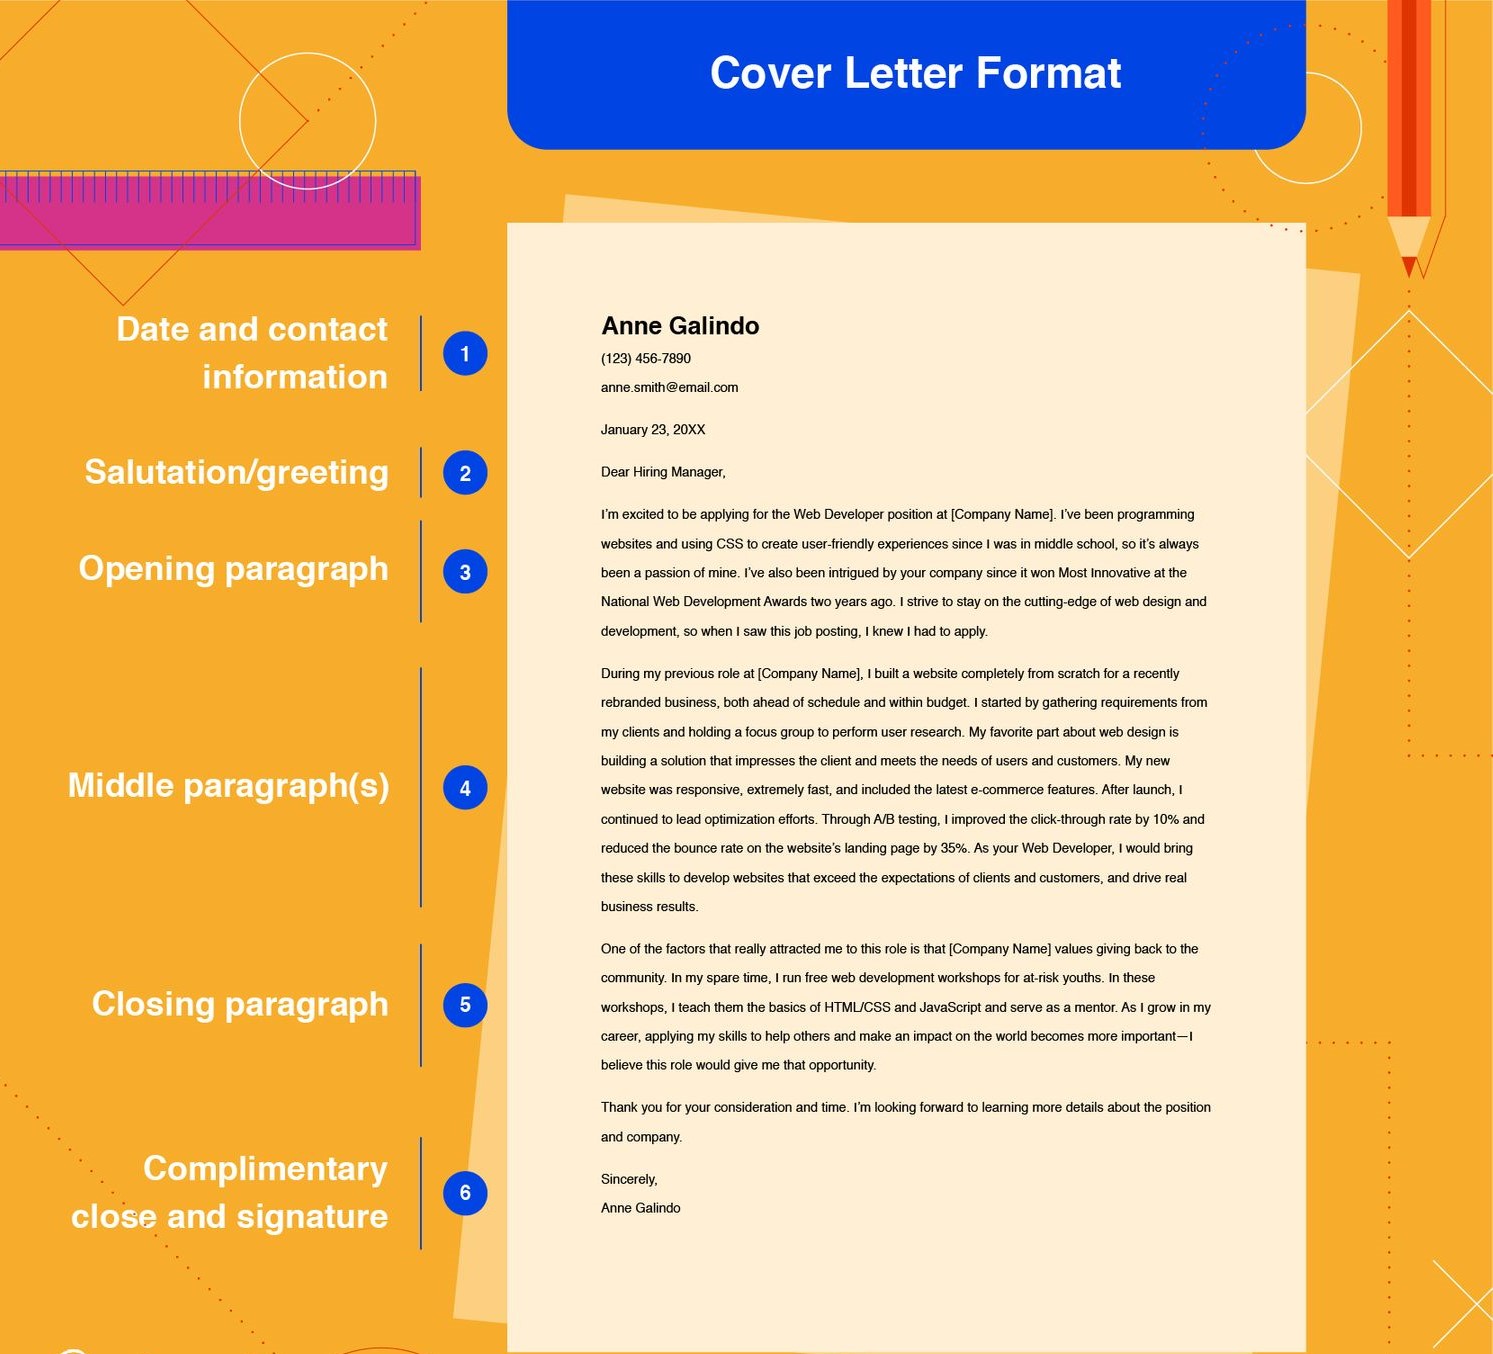 Cover Letter Format
Date and contact
information
1
Salutation/greeting
2
Opening paragraph
3
Middle paragraph(s)
4
Closing paragraph
5
Complimentary
close and signature
6
Anne Galindo
(123) 456-7890
anne.smith@email.com
January 23, 20XX
Dear Hiring Manager,
I’m excited to be applying for the Web Developer position at [Company Name]. I’ve been programming
websites and using CSS to create user-friendly experiences since I was in middle school, so it’s always
been a passion of mine. I’ve also been intrigued by your company since it won Most Innovative at the
National Web Development Awards two years ago. I strive to stay on the cutting-edge of web design and
development, so when I saw this job posting, I knew I had to apply.
During my previous role at [Company Name], I built a website completely from scratch for a recently
rebranded business, both ahead of schedule and within budget. I started by gathering requirements from
my clients and holding a focus group to perform user research. My favorite part about web design is
building a solution that impresses the client and meets the needs of users and customers. My new
website was responsive, extremely fast, and included the latest e-commerce features. After launch, I
continued to lead optimization efforts. Through A/B testing, I improved the click-through rate by 10% and
reduced the bounce rate on the website’s landing page by 35%. As your Web Developer, I would bring
these skills to develop websites that exceed the expectations of clients and customers, and drive real
business results.
One of the factors that really attracted me to this role is that [Company Name] values giving back to the
community. In my spare time, I run free web development workshops for at-risk youths. In these
workshops, I teach them the basics of HTML/CSS and JavaScript and serve as a mentor. As I grow in my
career, applying my skills to help others and make an impact on the world becomes more important—I
believe this role would give me that opportunity.
Thank you for your consideration and time. I’m looking forward to learning more details about the position
and company.
Sincerely,
Anne Galindo